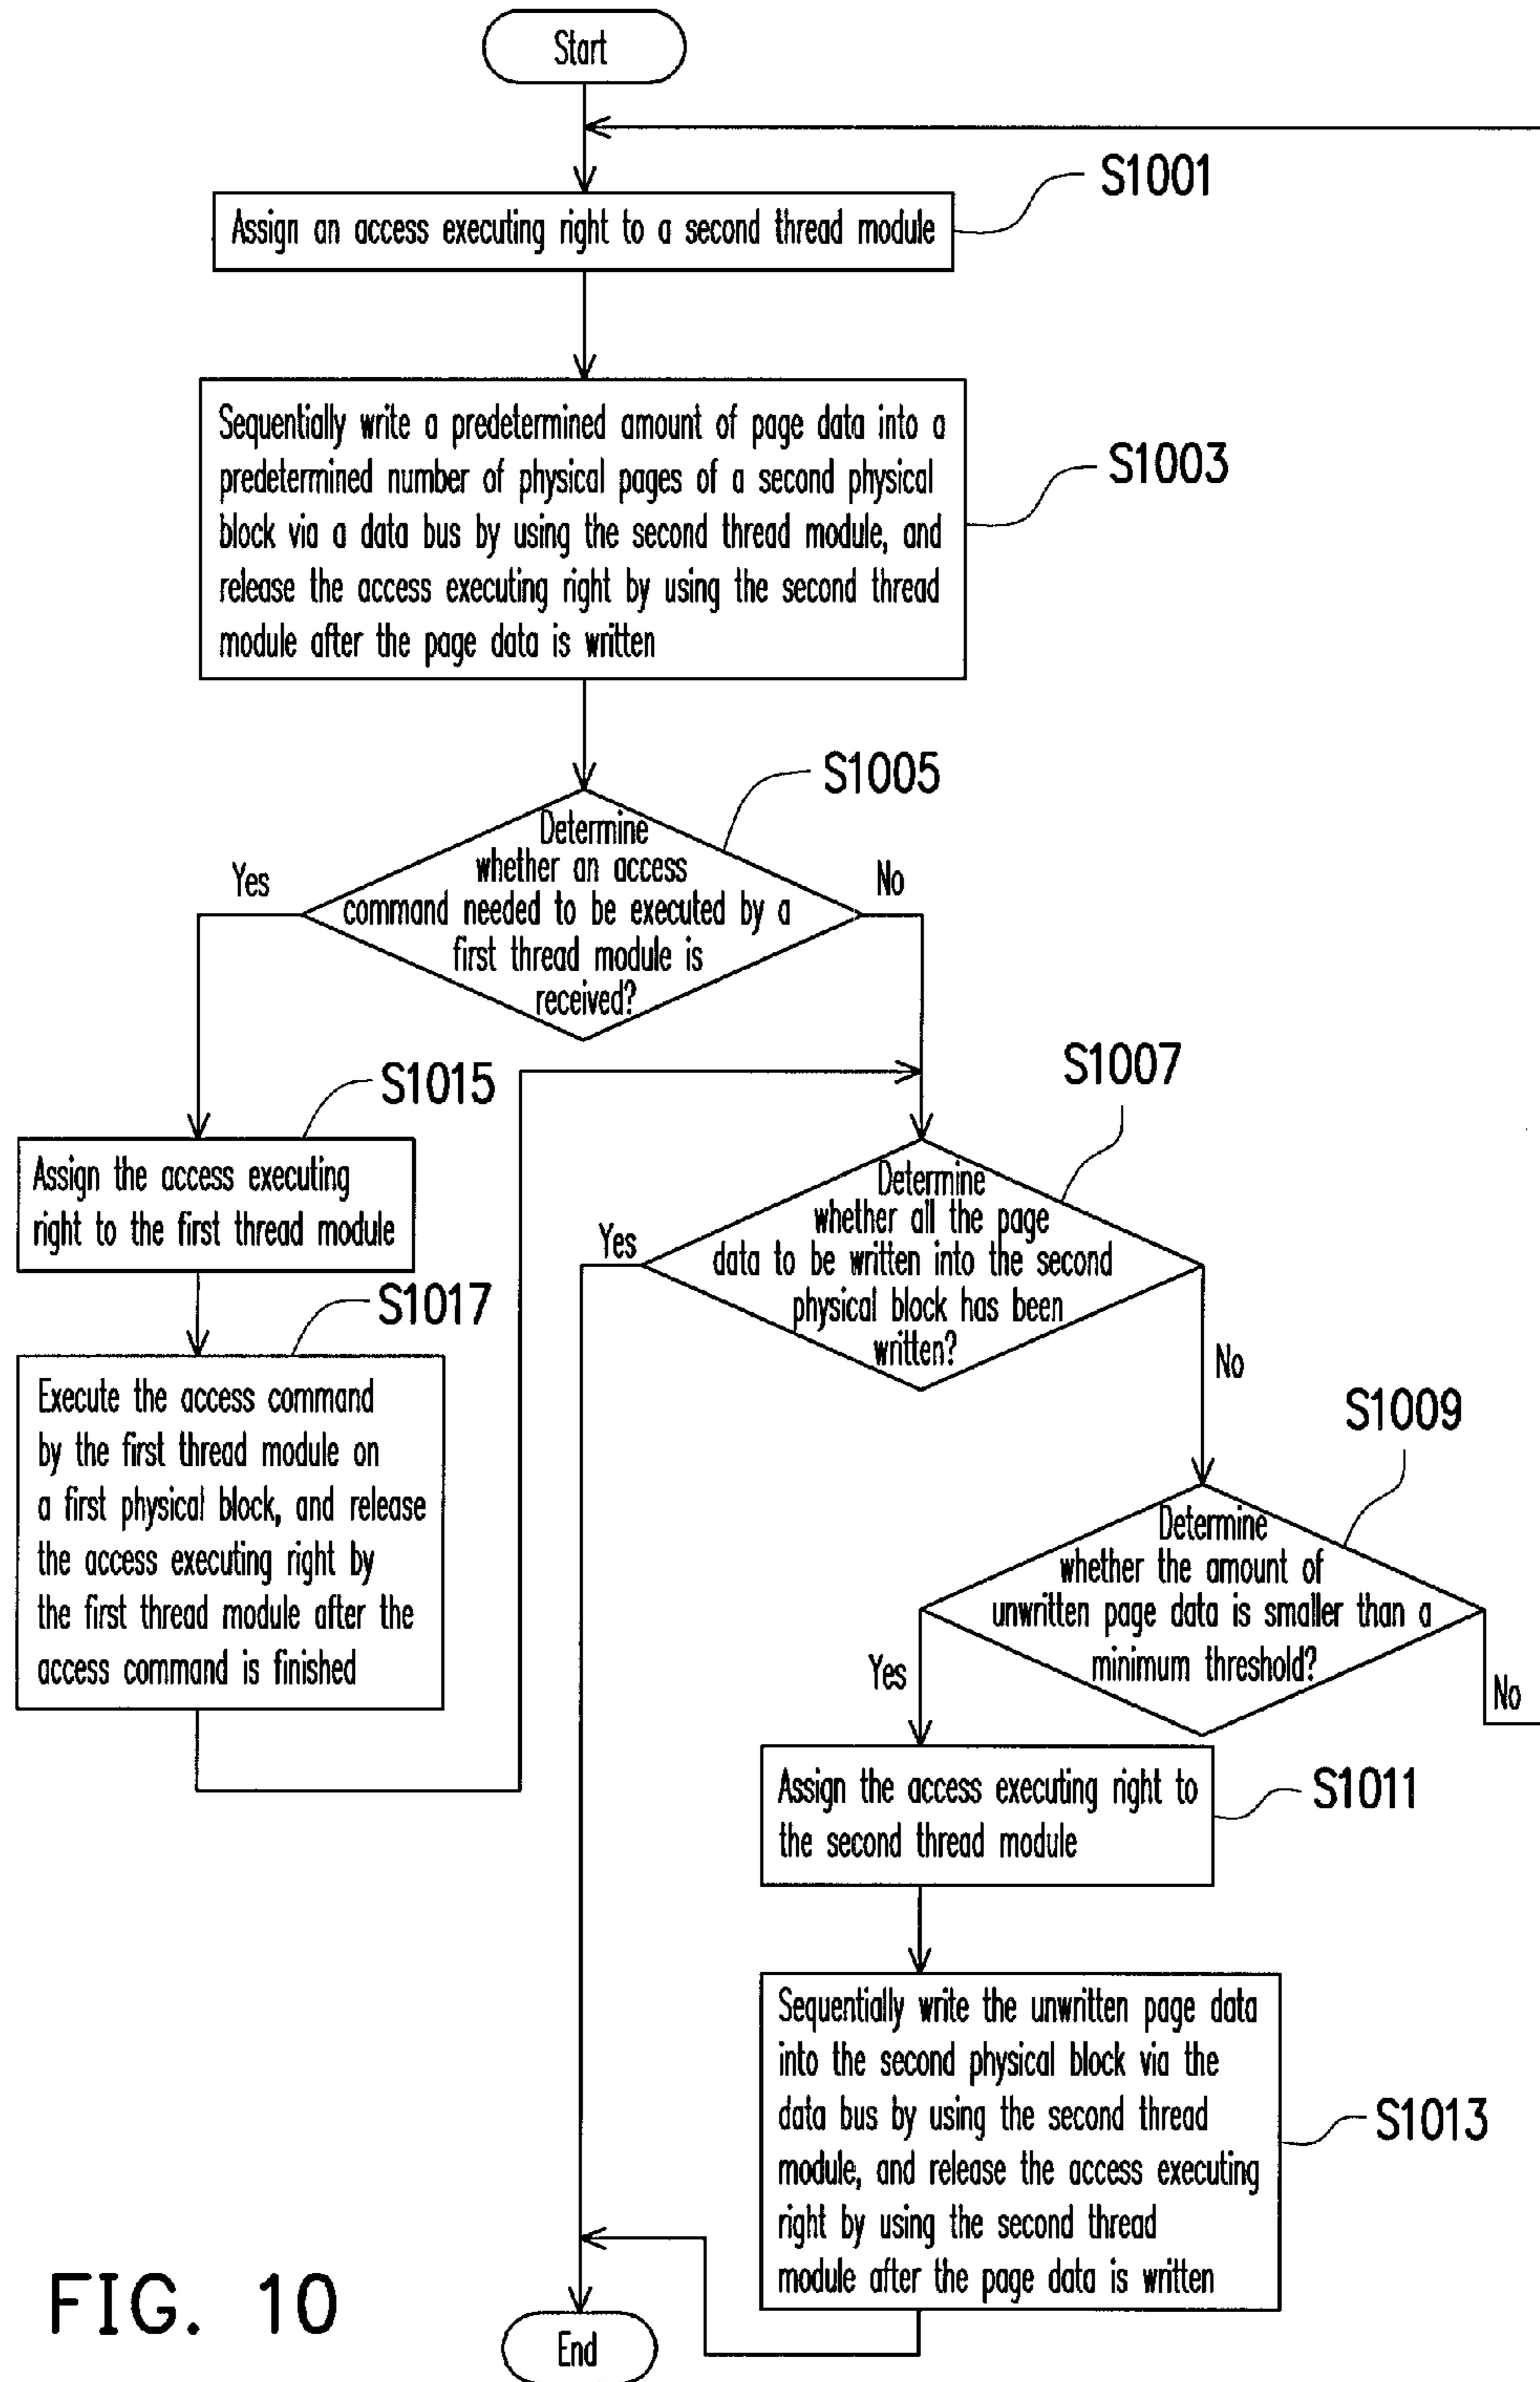 Start
S1001
Assign an access executing right to a second thread module
Sequentially write a predetermined amount of page data into a
predetermined number of physical pages of a second physical
block via a data bus by using the second thread module, and
release the access executing right by using the second thread
module after the page data is written
S1003
S1005
Determine
whether an access
command needed to be executed by a
first thread module is
received?
Yes
No
S1015
Assign the access executing
right to the first thread module
S1017
Execute the access command
by the first thread module on
a first physical block, and release
the access executing right by
the first thread module after the
access command is finished
S1007
Determine
whether all the page
data to be written into the second
physical block has been
written?
Yes
No
S1009
Determine
whether the amount of
unwritten page data is smaller than a
minimum threshold?
Yes
No
Assign the access executing right to
the second thread module
S1011
Sequentially write the unwritten page data
into the second physical block via the
data bus by using the second thread
module, and release the access executing
right by using the second thread
module after the page data is written
S1013
End
FIG. 10